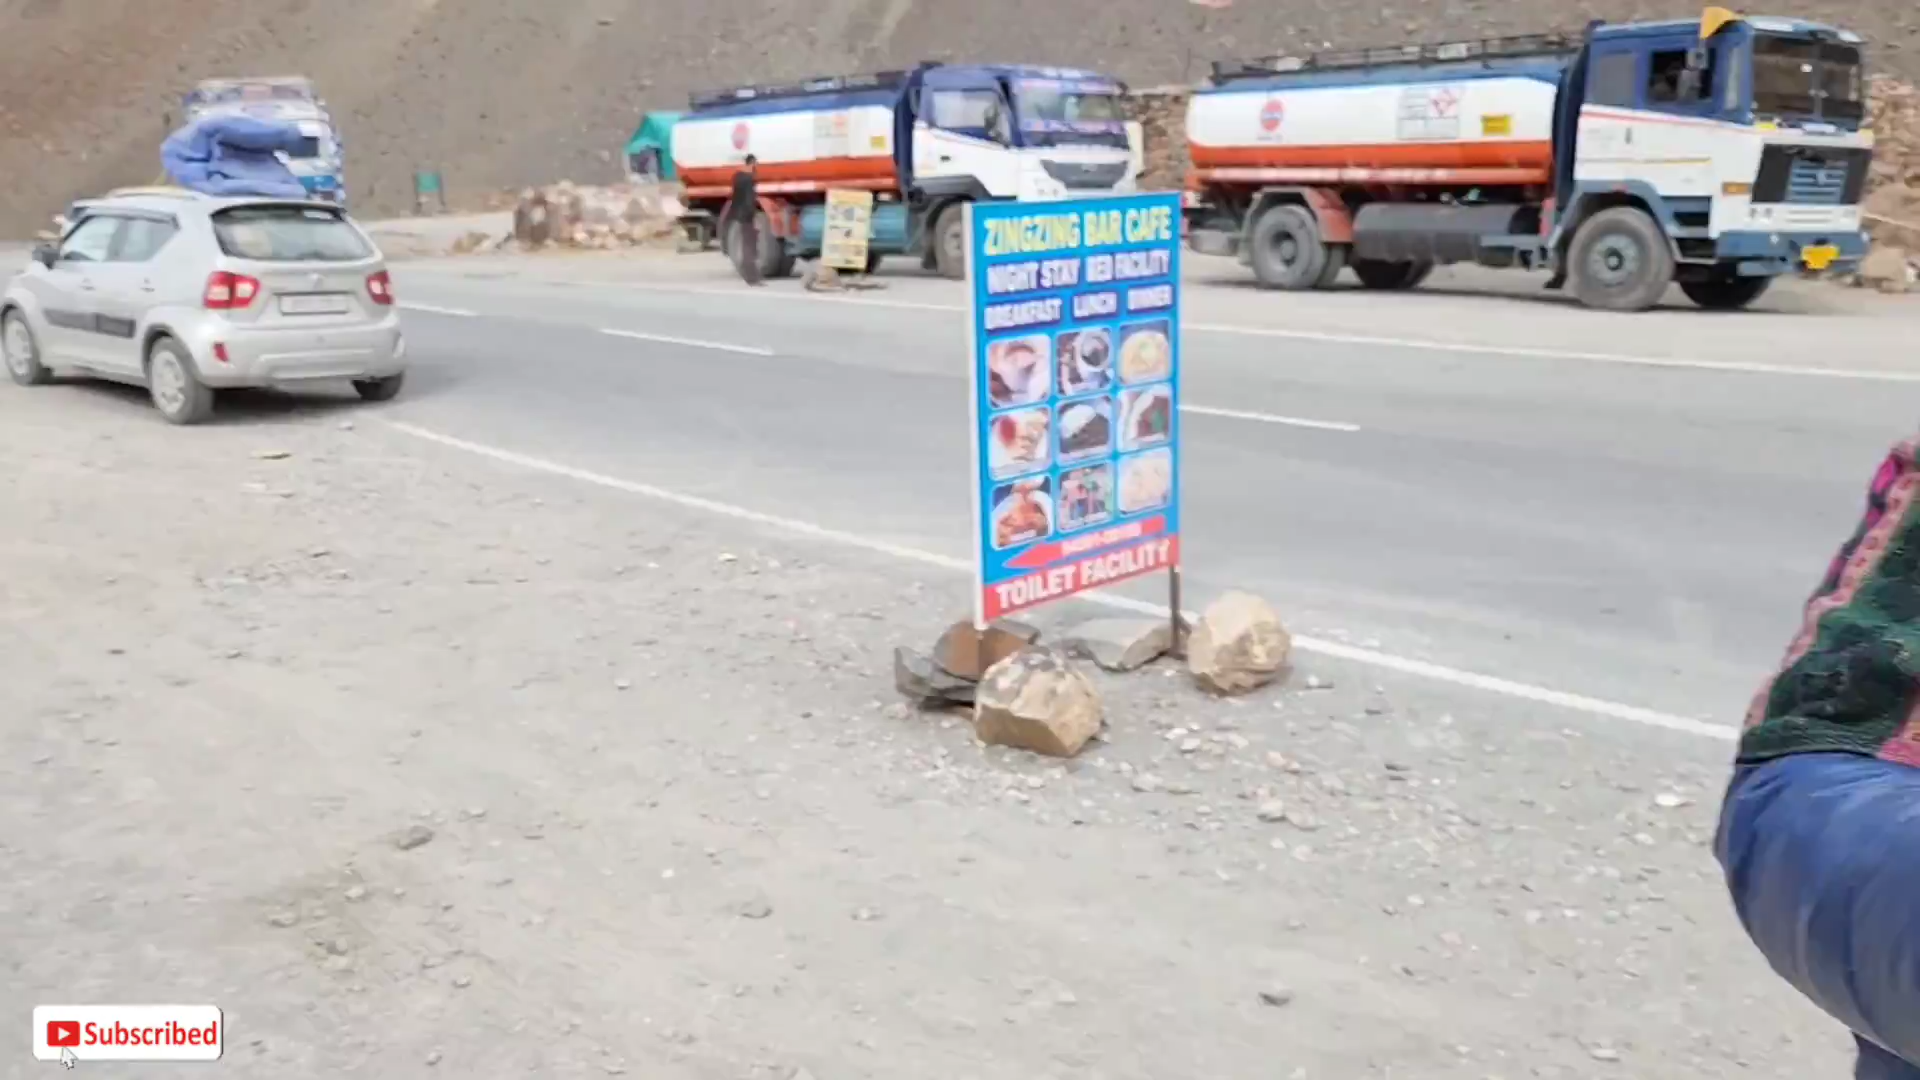 ZINGZING BAR CAFE
NIGHT STAY BED FACILITY
BREAKFAST LUNCH DINNER
TOILET FACILITY
Subscribed